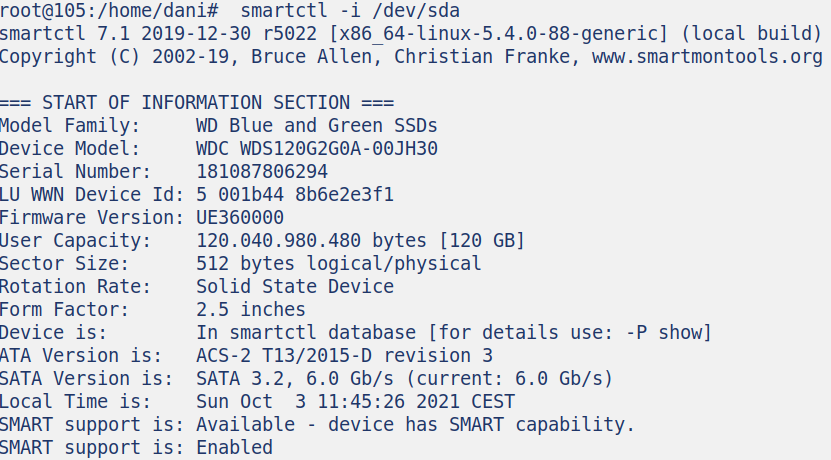 root@105:/home/dani#  smartctl -i /dev/sda
smartctl 7.1 2019-12-30 r5022 [x86_64-linux-5.4.0-88-generic] (local build)
Copyright (C) 2002-19, Bruce Allen, Christian Franke, www.smartmontools.org

=== START OF INFORMATION SECTION ===
Model Family:     WD Blue and Green SSDs
Device Model:     WDC WDS120G2G0A-00JH30
Serial Number:    181087806294
LU WWN Device Id: 5 001b44 8b6e2e3f1
Firmware Version: UE360000
User Capacity:    120.040.980.480 bytes [120 GB]
Sector Size:      512 bytes logical/physical
Rotation Rate:    Solid State Device
Form Factor:      2.5 inches
Device is:        In smartctl database [for details use: -P show]
ATA Version is:   ACS-2 T13/2015-D revision 3
SATA Version is:  SATA 3.2, 6.0 Gb/s (current: 6.0 Gb/s)
Local Time is:    Sun Oct  3 11:45:26 2021 CEST
SMART support is: Available - device has SMART capability.
SMART support is: Enabled